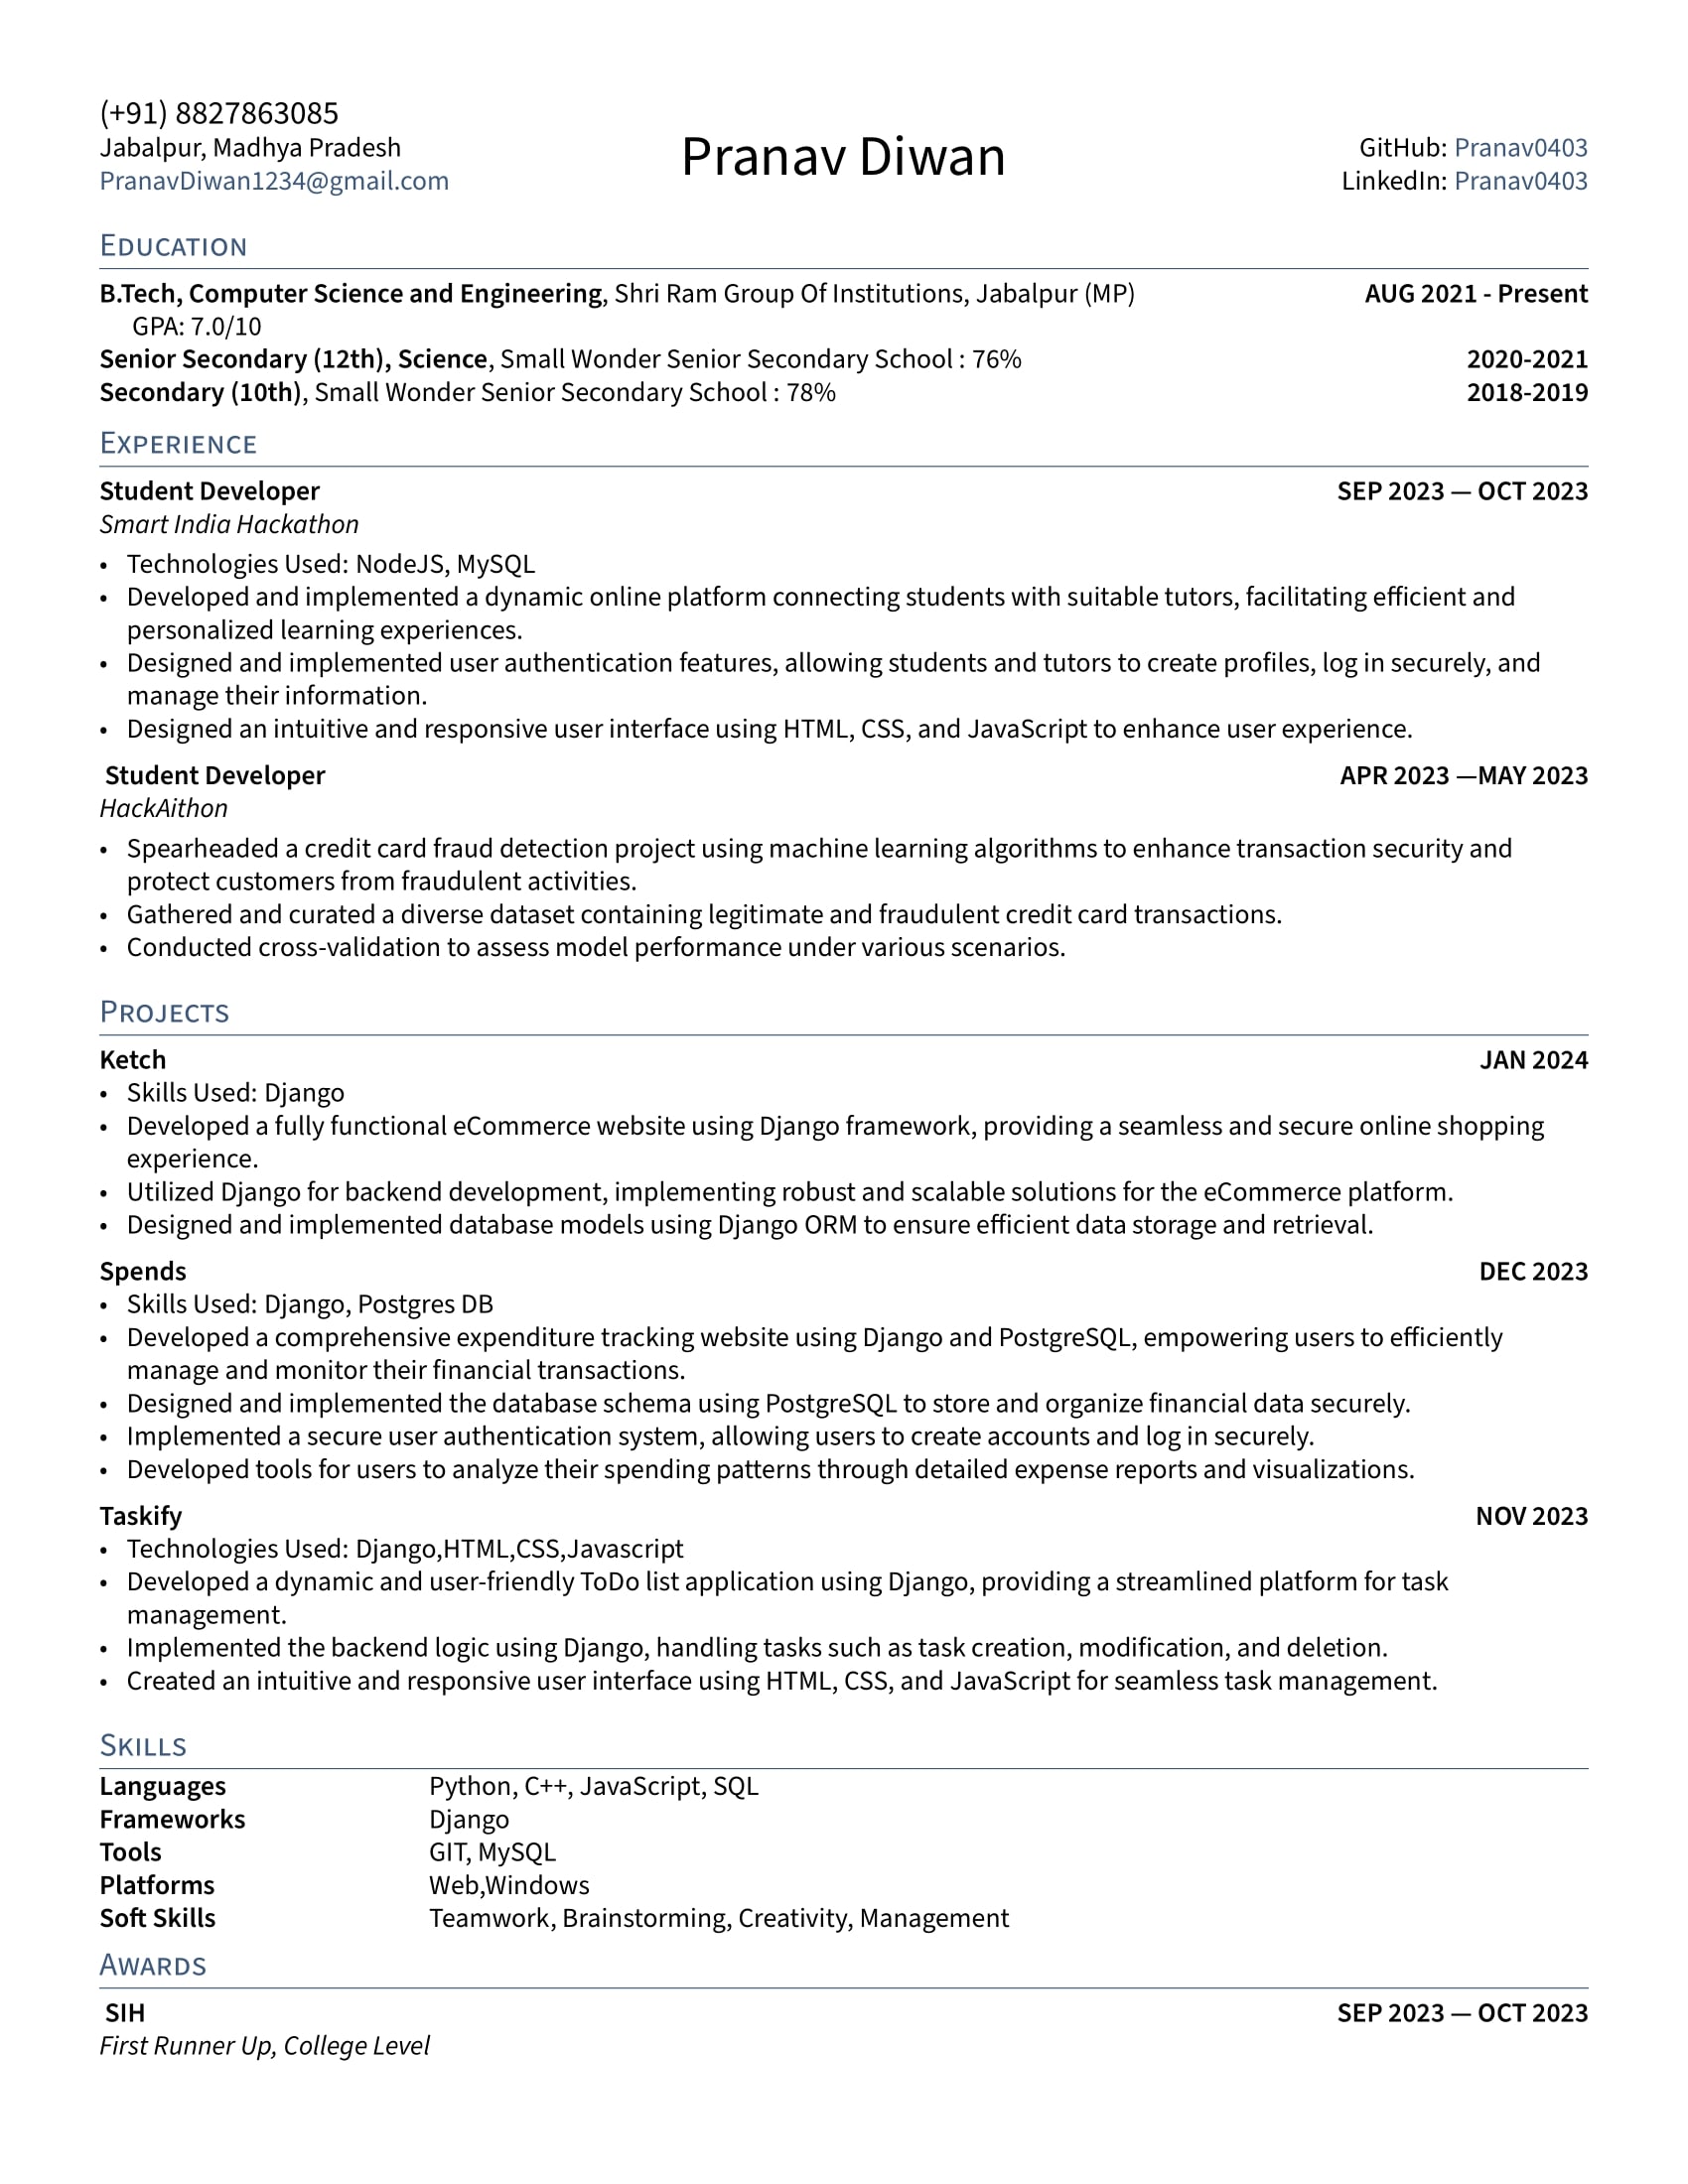 (+91) 8827863085
Jabalpur, Madhya Pradesh
PranavDiwan1234@gmail.com
Pranav Diwan
GitHub: Pranav0403
LinkedIn: Pranav0403
Education
B.Tech, Computer Science and Engineering, Shri Ram Group Of Institutions, Jabalpur (MP) AUG 2021 - Present
GPA: 7.0/10
Senior Secondary (12th), Science, Small Wonder Senior Secondary School : 76% 2020-2021
Secondary (10th), Small Wonder Senior Secondary School : 78% 2018-2019
Experience
Student Developer SEP 2023 — OCT 2023
Smart India Hackathon
• Technologies Used: NodeJS, MySQL
• Developed and implemented a dynamic online platform connecting students with suitable tutors, facilitating efficient and
personalized learning experiences.
• Designed and implemented user authentication features, allowing students and tutors to create profiles, log in securely, and
manage their information.
• Designed an intuitive and responsive user interface using HTML, CSS, and JavaScript to enhance user experience.
Student Developer APR 2023 —MAY 2023
HackAithon
• Spearheaded a credit card fraud detection project using machine learning algorithms to enhance transaction security and
protect customers from fraudulent activities.
• Gathered and curated a diverse dataset containing legitimate and fraudulent credit card transactions.
• Conducted cross-validation to assess model performance under various scenarios.
Projects
Ketch JAN 2024
• Skills Used: Django
• Developed a fully functional eCommerce website using Django framework, providing a seamless and secure online shopping
experience.
• Utilized Django for backend development, implementing robust and scalable solutions for the eCommerce platform.
• Designed and implemented database models using Django ORM to ensure efficient data storage and retrieval.
Spends DEC 2023
• Skills Used: Django, Postgres DB
• Developed a comprehensive expenditure tracking website using Django and PostgreSQL, empowering users to efficiently
manage and monitor their financial transactions.
• Designed and implemented the database schema using PostgreSQL to store and organize financial data securely.
• Implemented a secure user authentication system, allowing users to create accounts and log in securely.
• Developed tools for users to analyze their spending patterns through detailed expense reports and visualizations.
Taskify NOV 2023
• Technologies Used: Django,HTML,CSS,Javascript
• Developed a dynamic and user-friendly ToDo list application using Django, providing a streamlined platform for task
management.
• Implemented the backend logic using Django, handling tasks such as task creation, modification, and deletion.
• Created an intuitive and responsive user interface using HTML, CSS, and JavaScript for seamless task management.
Skills
Languages Python, C++, JavaScript, SQL
Frameworks Django
Tools GIT, MySQL
Platforms Web,Windows
Soft Skills Teamwork, Brainstorming, Creativity, Management
Awards
SIH SEP 2023 — OCT 2023
First Runner Up, College Level